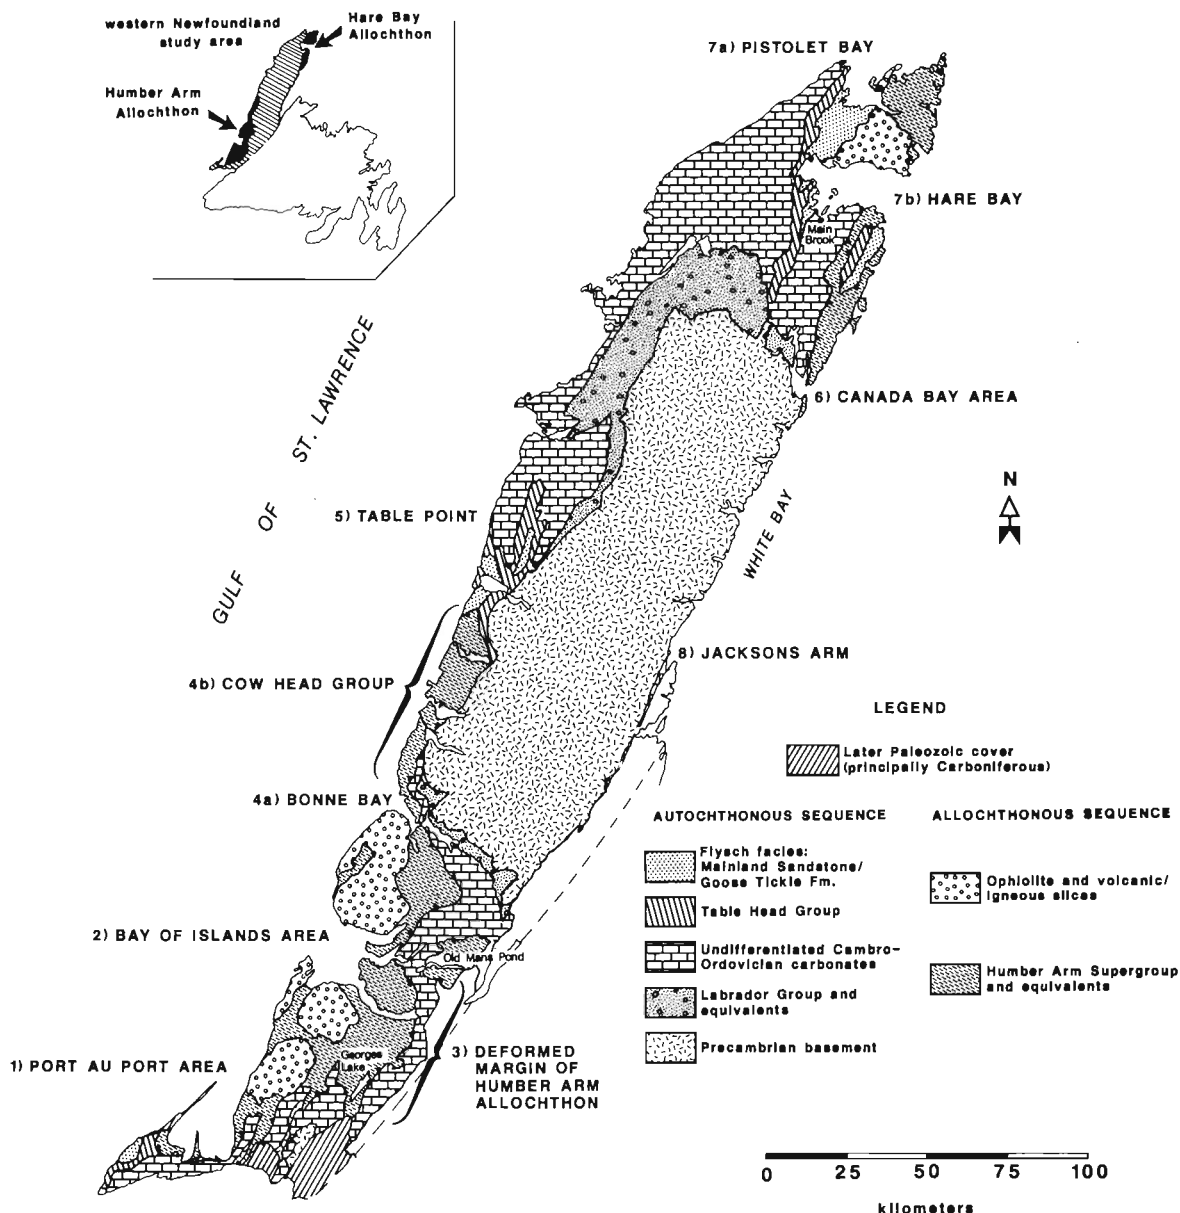 western Newfoundland
study area
Hare Bay
Allochthon
Humber Arm
Allochthon
7a) PISTOLET BAY
7b) HARE BAY
Main
Brook
GULF OF ST. LAWRENCE
6) CANADA BAY AREA
N
5) TABLE POINT
WHITE BAY
8) JACKSONS ARM
4b) COW HEAD GROUP
4a) BONNE BAY
2) BAY OF ISLANDS AREA
Old Mans Pond
Georges
Lake
1) PORT AU PORT AREA
3) DEFORMED
MARGIN OF
HUMBER ARM
ALLOCHTHON
LEGEND
Later Paleozoic cover
(principally Carboniferous)
AUTOCHTHONOUS SEQUENCE
Flysch facies:
Mainland Sandstone/
Goose Tickle Fm.
Table Head Group
Undifferentiated Cambro-
Ordovician carbonates
Labrador Group and
equivalents
Precambrian basement
ALLOCHTHONOUS SEQUENCE
Ophiolite and volcanic/
igneous slices
Humber Arm Supergroup
and equivalents
0 25 50 75 100
kilometers